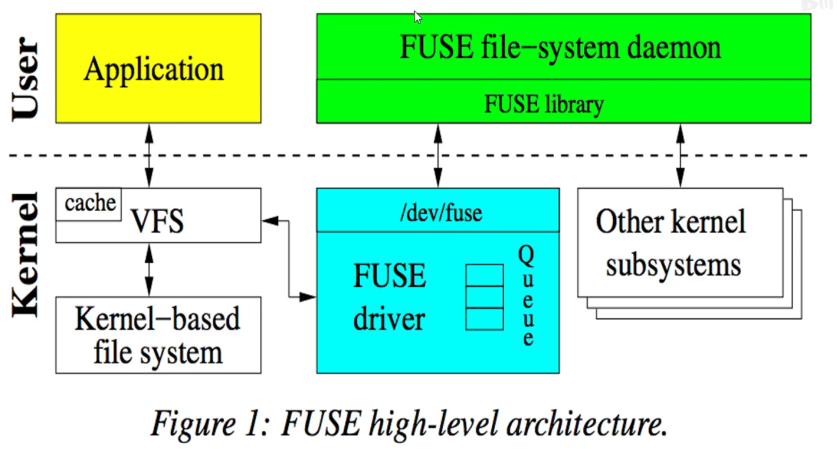 User
Application
FUSE file-system daemon
FUSE library
Kernel
cache
VFS
/dev/fuse
FUSE
driver
Queue
Other kernel
subsystems
Kernel-based
file system
Figure 1: FUSE high-level architecture.